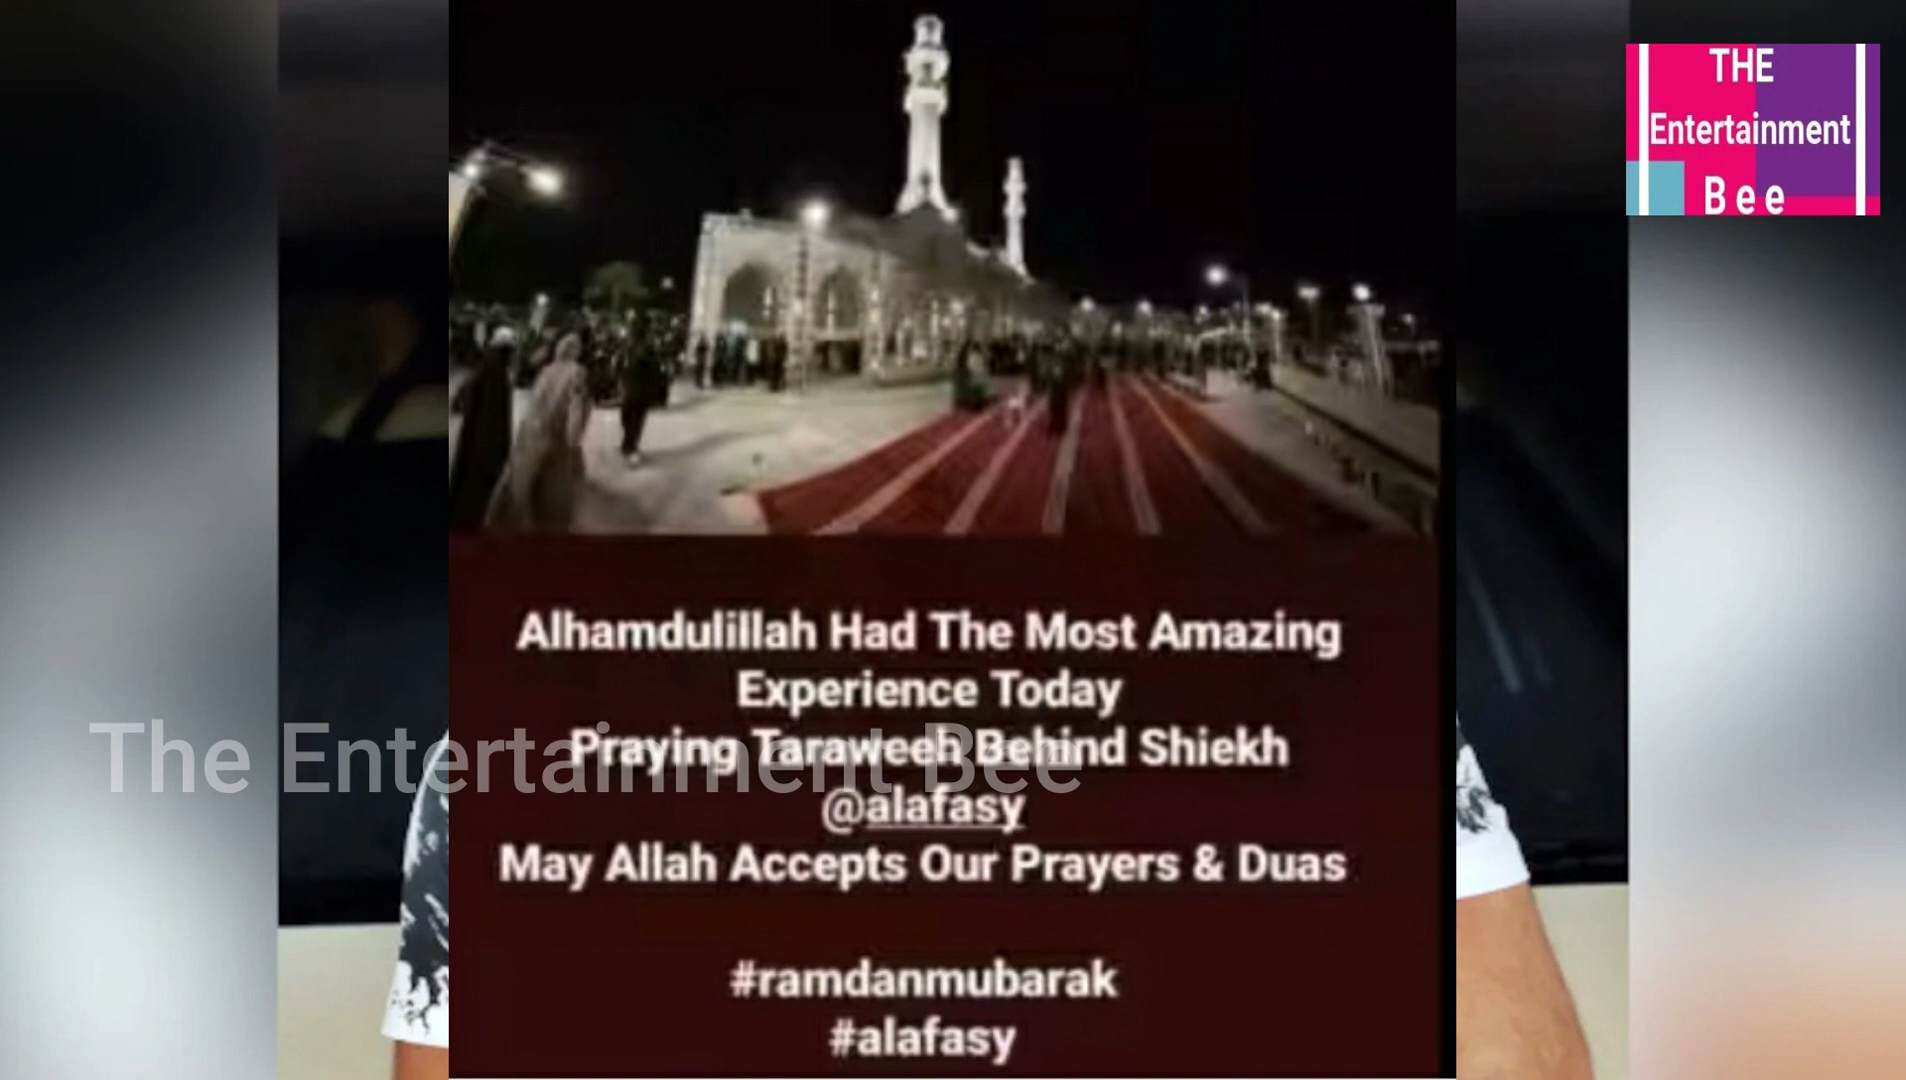 THE
Entertainment
Bee
Alhamdulillah Had The Most Amazing
Experience Today
Praying Taraweeh Behind Shiekh
@alafasy
May Allah Accepts Our Prayers & Duas
#ramdanmubarak
#alafasy
The Entertainment Bee